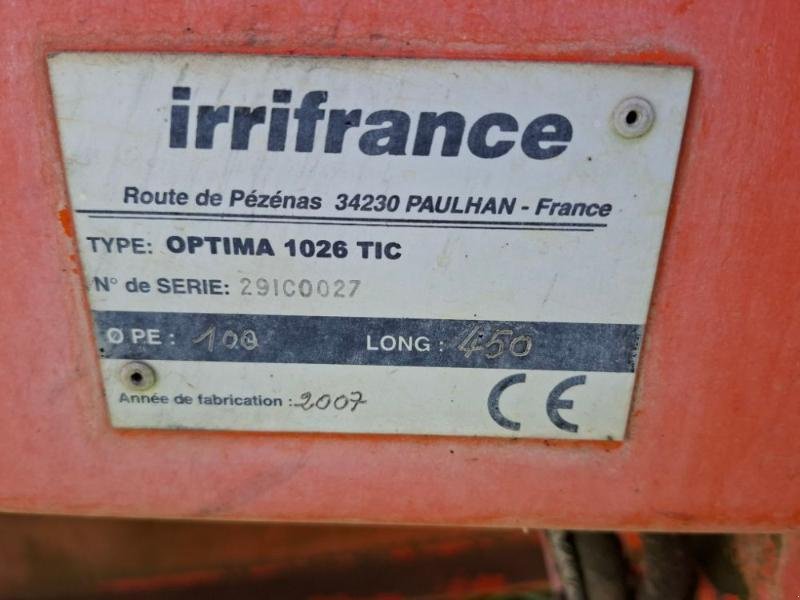 irrifrance
Route de Pézénas 34230 PAULHAN - France
TYPE: OPTIMA 1026 TIC
N° de SERIE: 29IC0027
Ø PE : 100 LONG : 450
Année de fabrication : 2007 CE